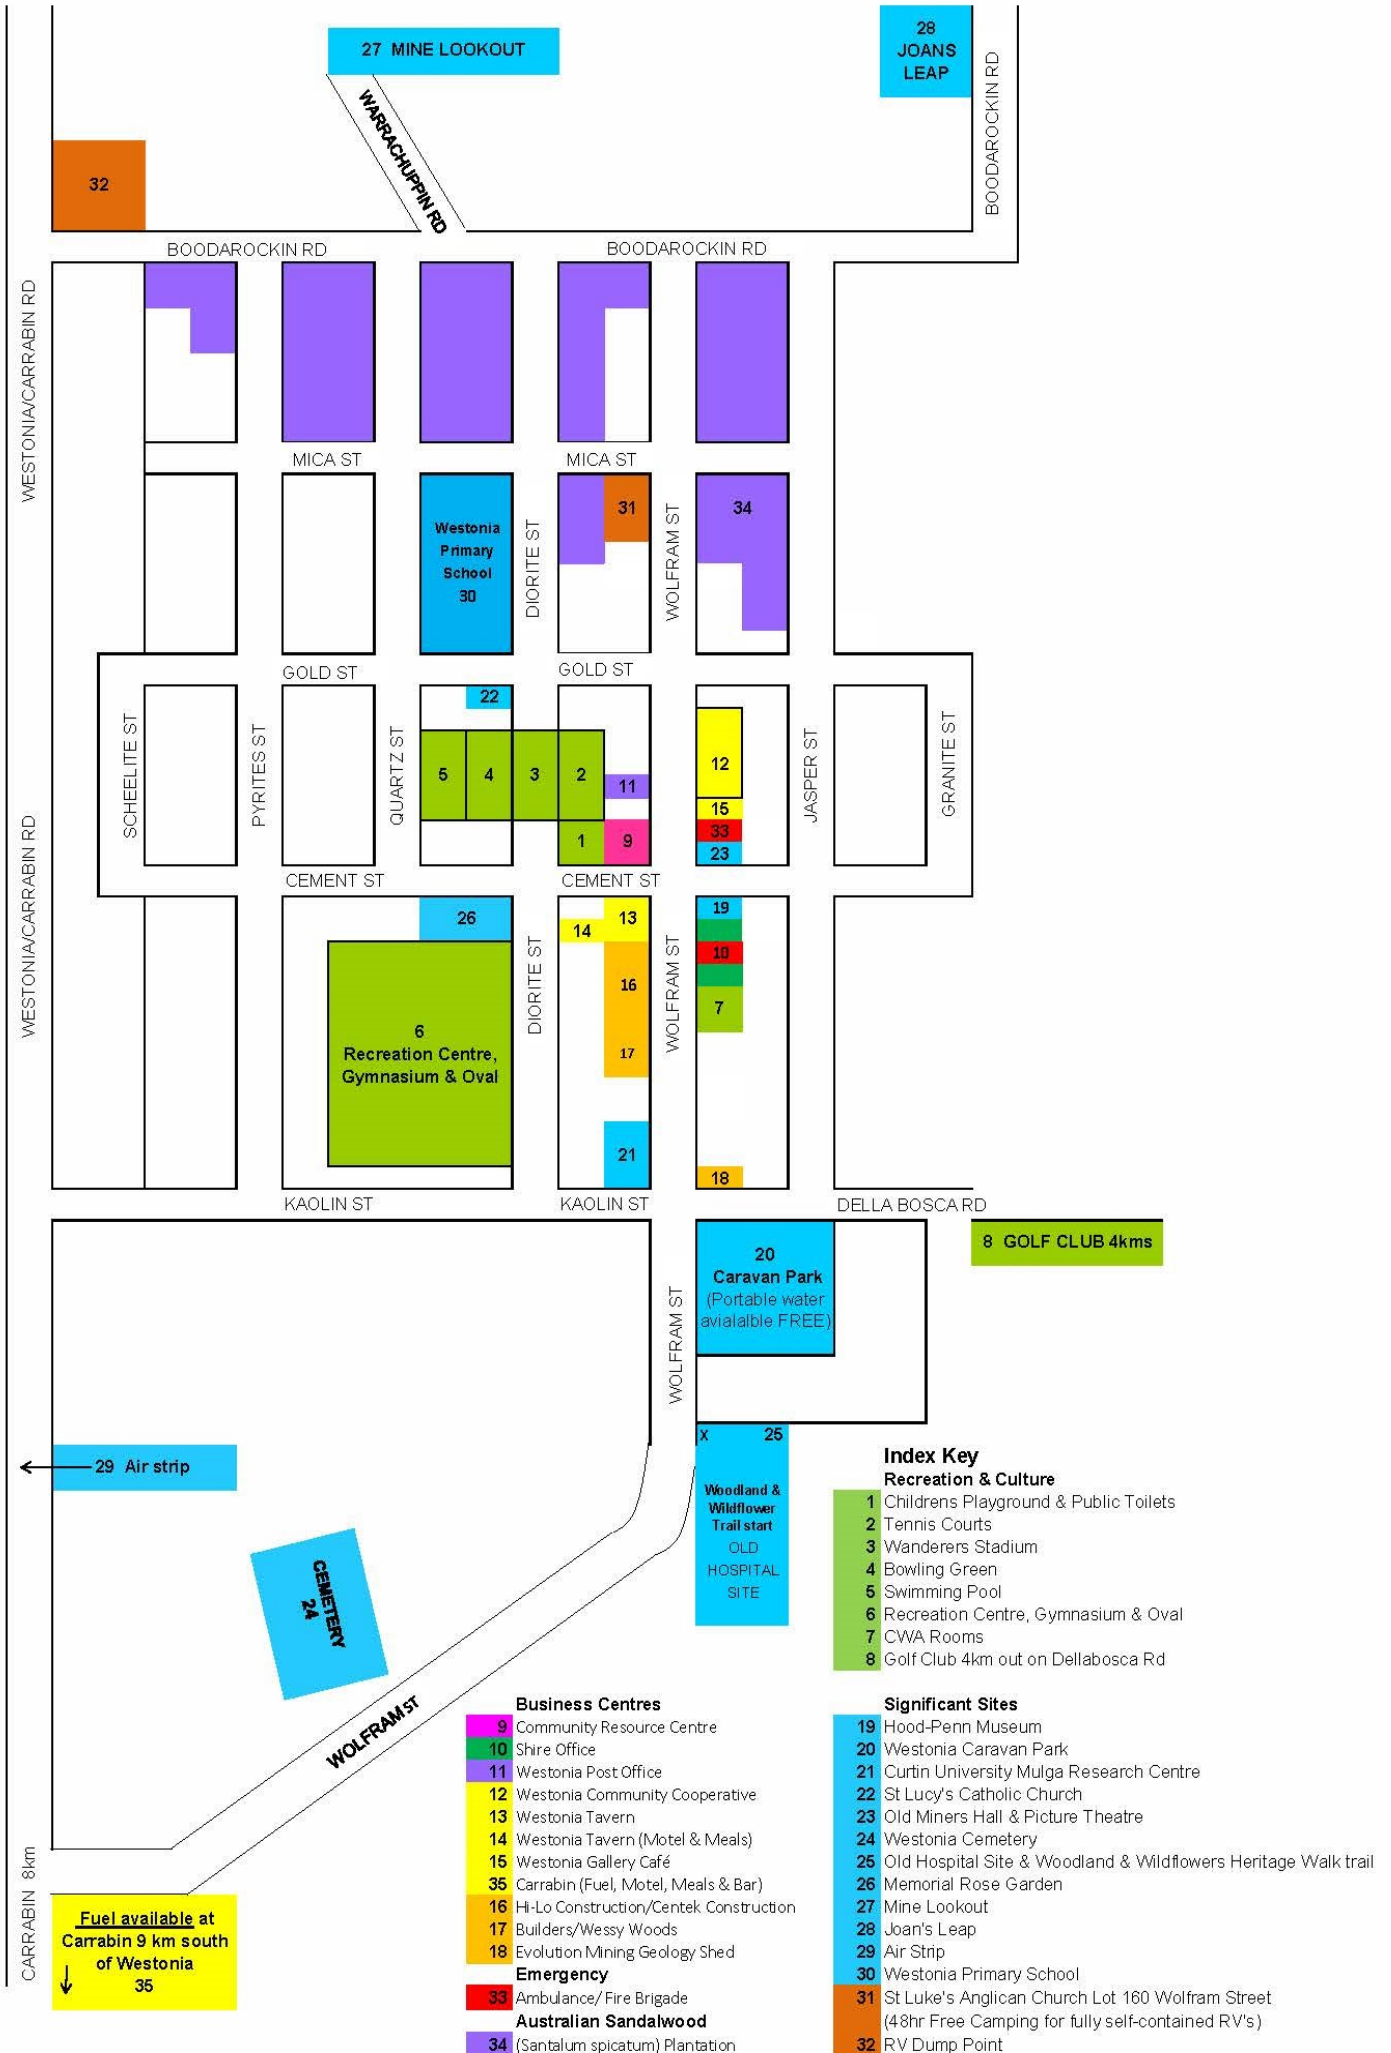 28
JOANS
LEAP
27 MINE LOOKOUT
BOODAROCKIN RD
WARRACHUPPIN RD
32
BOODAROCKIN RD
BOODAROCKIN RD
WESTONIA/CARRABIN RD
MICA ST
MICA ST
Westonia
Primary
School
30
DIORITE ST
31
WOLFRAM ST
34
GOLD ST
GOLD ST
22
SCHEELITE ST
PYRITES ST
QUARTZ ST
5
4
3
2
11
12
JASPER ST
GRANITE ST
15
33
1
9
23
WESTONIA/CARRABIN RD
CEMENT ST
CEMENT ST
26
13
14
19
10
DIORITE ST
16
WOLFRAM ST
7
6
Recreation Centre,
Gymnasium & Oval
17
21
18
KAOLIN ST
KAOLIN ST
DELLA BOSCA RD
8 GOLF CLUB 4kms
20
Caravan Park
(Portable water
avialalble FREE)
WOLFRAM ST
X 25
Woodland &
Wildflower
Trail start
OLD
HOSPITAL
SITE
29 Air strip
CEMETERY
24
WOLFRAM ST
CARRABIN 8km
Fuel available at
Carrabin 9 km south
of Westonia
35
Index Key
Recreation & Culture
1 Childrens Playground & Public Toilets
2 Tennis Courts
3 Wanderers Stadium
4 Bowling Green
5 Swimming Pool
6 Recreation Centre, Gymnasium & Oval
7 CWA Rooms
8 Golf Club 4km out on Dellabosca Rd
Business Centres
9 Community Resource Centre
10 Shire Office
11 Westonia Post Office
12 Westonia Community Cooperative
13 Westonia Tavern
14 Westonia Tavern (Motel & Meals)
15 Westonia Gallery Café
35 Carrabin (Fuel, Motel, Meals & Bar)
16 Hi-Lo Construction/Centek Construction
17 Builders/Wessy Woods
18 Evolution Mining Geology Shed
Emergency
33 Ambulance/ Fire Brigade
Australian Sandalwood
34 (Santalum spicatum) Plantation
Significant Sites
19 Hood-Penn Museum
20 Westonia Caravan Park
21 Curtin University Mulga Research Centre
22 St Lucy's Catholic Church
23 Old Miners Hall & Picture Theatre
24 Westonia Cemetery
25 Old Hospital Site & Woodland & Wildflowers Heritage Walk trail
26 Memorial Rose Garden
27 Mine Lookout
28 Joan's Leap
29 Air Strip
30 Westonia Primary School
31 St Luke's Anglican Church Lot 160 Wolfram Street
(48hr Free Camping for fully self-contained RV's)
32 RV Dump Point